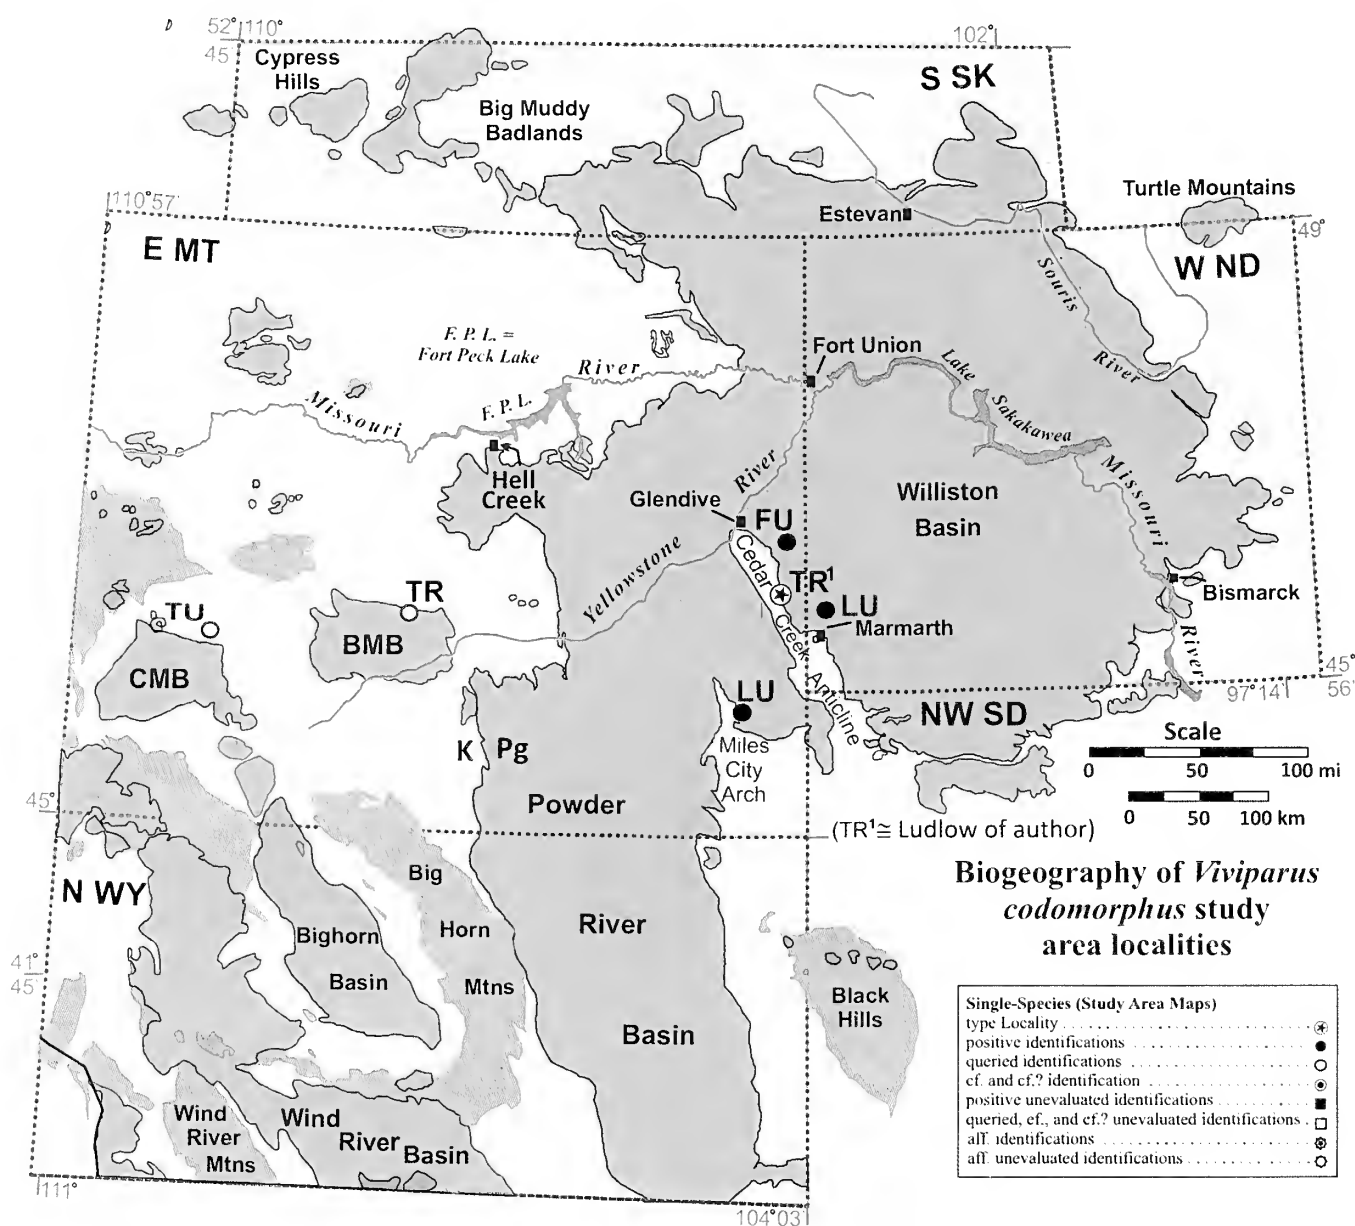 52° 110°
45'
102°
Cypress
Hills
S SK
Big Muddy
Badlands
110°57'
Turtle Mountains
Estevan
49°
E MT
W ND
Souris
River
F. P. L. =
Fort Peck Lake
Fort Union
River
Lake
Sakakawea
Missouri
F. P. L.
Missouri
River
Hell
Creek
Williston
Basin
River
Glendive
FU
Yellowstone
Cedar
Creek
Anticline
TR¹
TR
TU
LU
Marmarth
Bismarck
BMB
CMB
LU
45°
56'
97°14'
NW SD
K Pg
Miles
City
Arch
Scale
0 50 100 mi
0 50 100 km
45°
Powder
(TR¹≅ Ludlow of author)
Big
Horn
Mtns
N WY
Biogeography of Viviparus
codomorphus study
area localities
River
Bighorn
Basin
41°
45'
Black
Hills
Basin
Single-Species (Study Area Maps)
type Locality
positive identifications
queried identifications
cf. and cf.? identification
positive unevaluated identifications
queried, cf., and cf.? unevaluated identifications
aff. identifications
aff. unevaluated identifications
Wind
River
Mtns
Wind
River
Basin
111°
104°03'